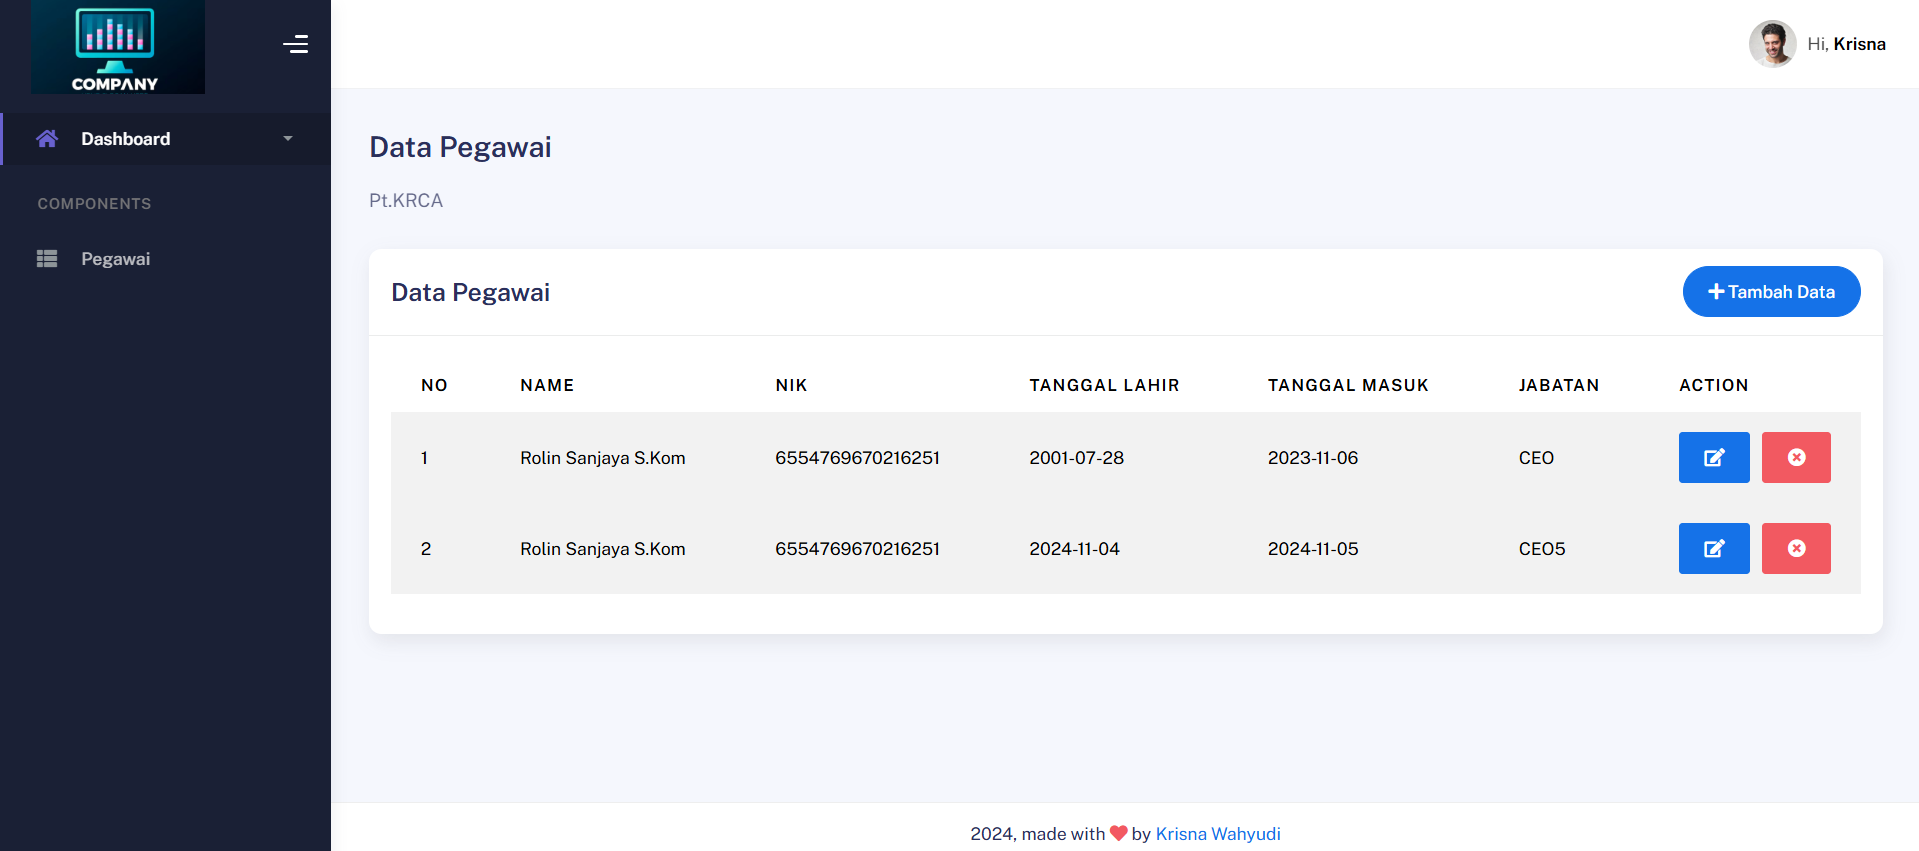 COMPANY
Hi, Krisna
Dashboard
COMPONENTS
Pegawai
Data Pegawai
Pt.KRCA
Data Pegawai
Tambah Data
NO NAME NIK TANGGAL LAHIR TANGGAL MASUK JABATAN ACTION
1 Rolin Sanjaya S.Kom 6554769670216251 2001-07-28 2023-11-06 CEO
2 Rolin Sanjaya S.Kom 6554769670216251 2024-11-04 2024-11-05 CEO5
2024, made with ❤ by Krisna Wahyudi